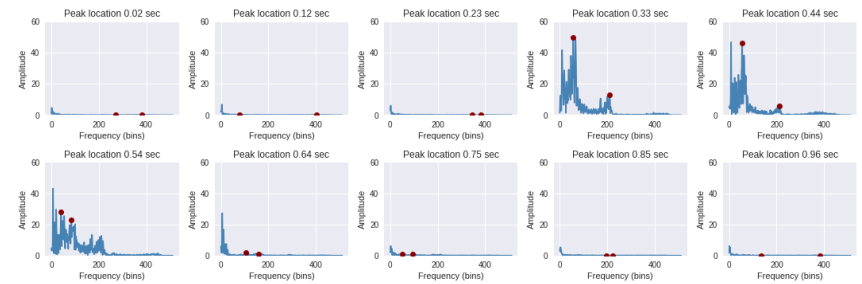 Peak location 0.02 sec
Peak location 0.12 sec
Peak location 0.23 sec
Peak location 0.33 sec
Peak location 0.44 sec
60
40
20
0
Amplitude
0 200 400
Frequency (bins)
60
40
20
0
Amplitude
0 200 400
Frequency (bins)
60
40
20
0
Amplitude
0 200 400
Frequency (bins)
60
40
20
0
Amplitude
0 200 400
Frequency (bins)
60
40
20
0
Amplitude
0 200 400
Frequency (bins)
Peak location 0.54 sec
Peak location 0.64 sec
Peak location 0.75 sec
Peak location 0.85 sec
Peak location 0.96 sec
60
40
20
0
Amplitude
0 200 400
Frequency (bins)
60
40
20
0
Amplitude
0 200 400
Frequency (bins)
60
40
20
0
Amplitude
0 200 400
Frequency (bins)
60
40
20
0
Amplitude
0 200 400
Frequency (bins)
60
40
20
0
Amplitude
0 200 400
Frequency (bins)